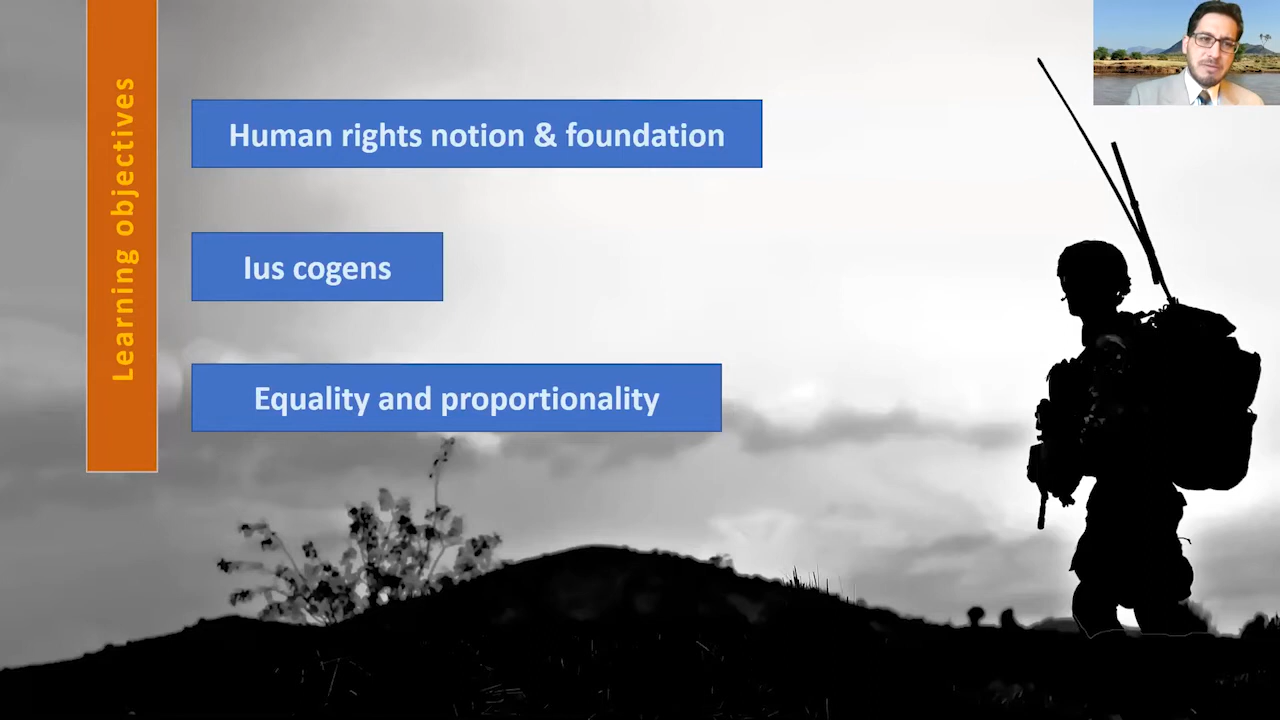 Learning objectives
Human rights notion & foundation
Ius cogens
Equality and proportionality